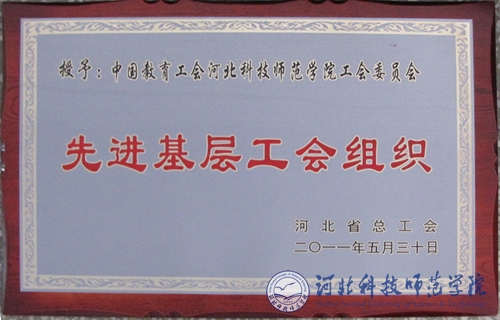 授予：中国教育工会河北科技师范学院工会委员会
先进基层工会组织
河北省总工会
二〇一一年五月三十日
河北科技师范学院